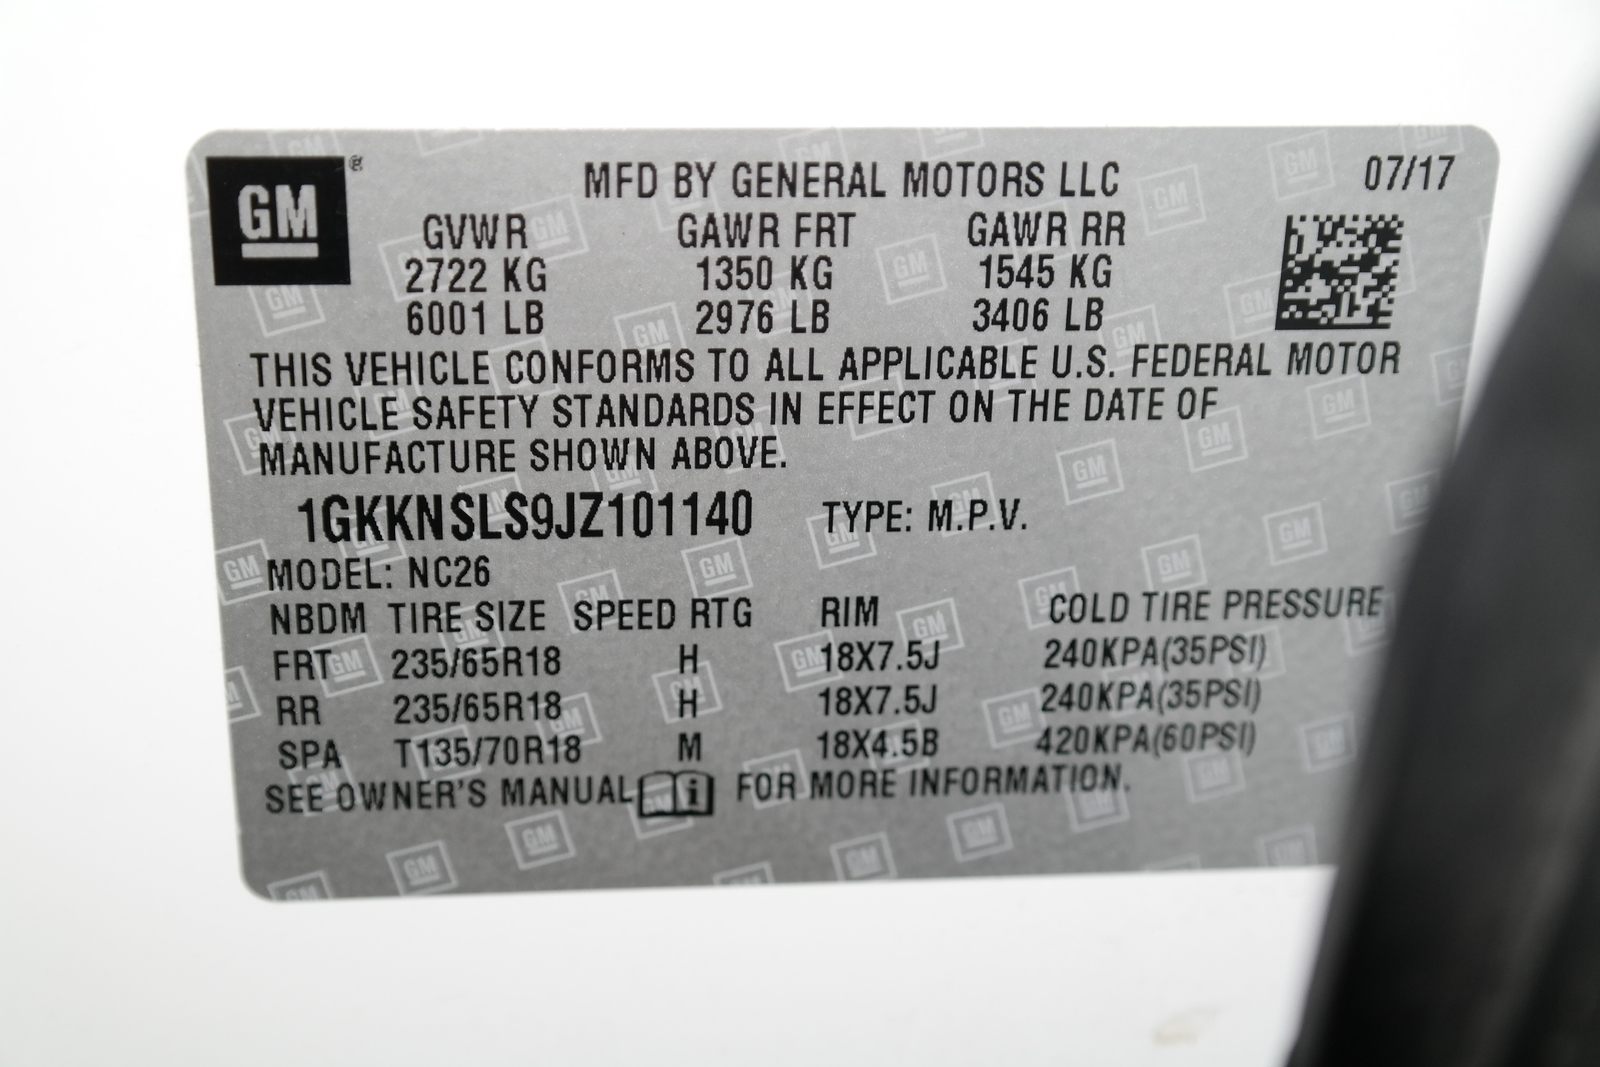 GM ® MFD BY GENERAL MOTORS LLC 07/17
GVWR GAWR FRT GAWR RR
2722 KG 1350 KG 1545 KG
6001 LB 2976 LB 3406 LB
THIS VEHICLE CONFORMS TO ALL APPLICABLE U.S. FEDERAL MOTOR
VEHICLE SAFETY STANDARDS IN EFFECT ON THE DATE OF
MANUFACTURE SHOWN ABOVE.
1GKKNSLS9JZ101140 TYPE: M.P.V.
MODEL: NC26
NBDM TIRE SIZE SPEED RTG RIM COLD TIRE PRESSURE
FRT 235/65R18 H 18X7.5J 240KPA(35PSI)
RR 235/65R18 H 18X7.5J 240KPA(35PSI)
SPA T135/70R18 M 18X4.5B 420KPA(60PSI)
SEE OWNER'S MANUAL i FOR MORE INFORMATION.